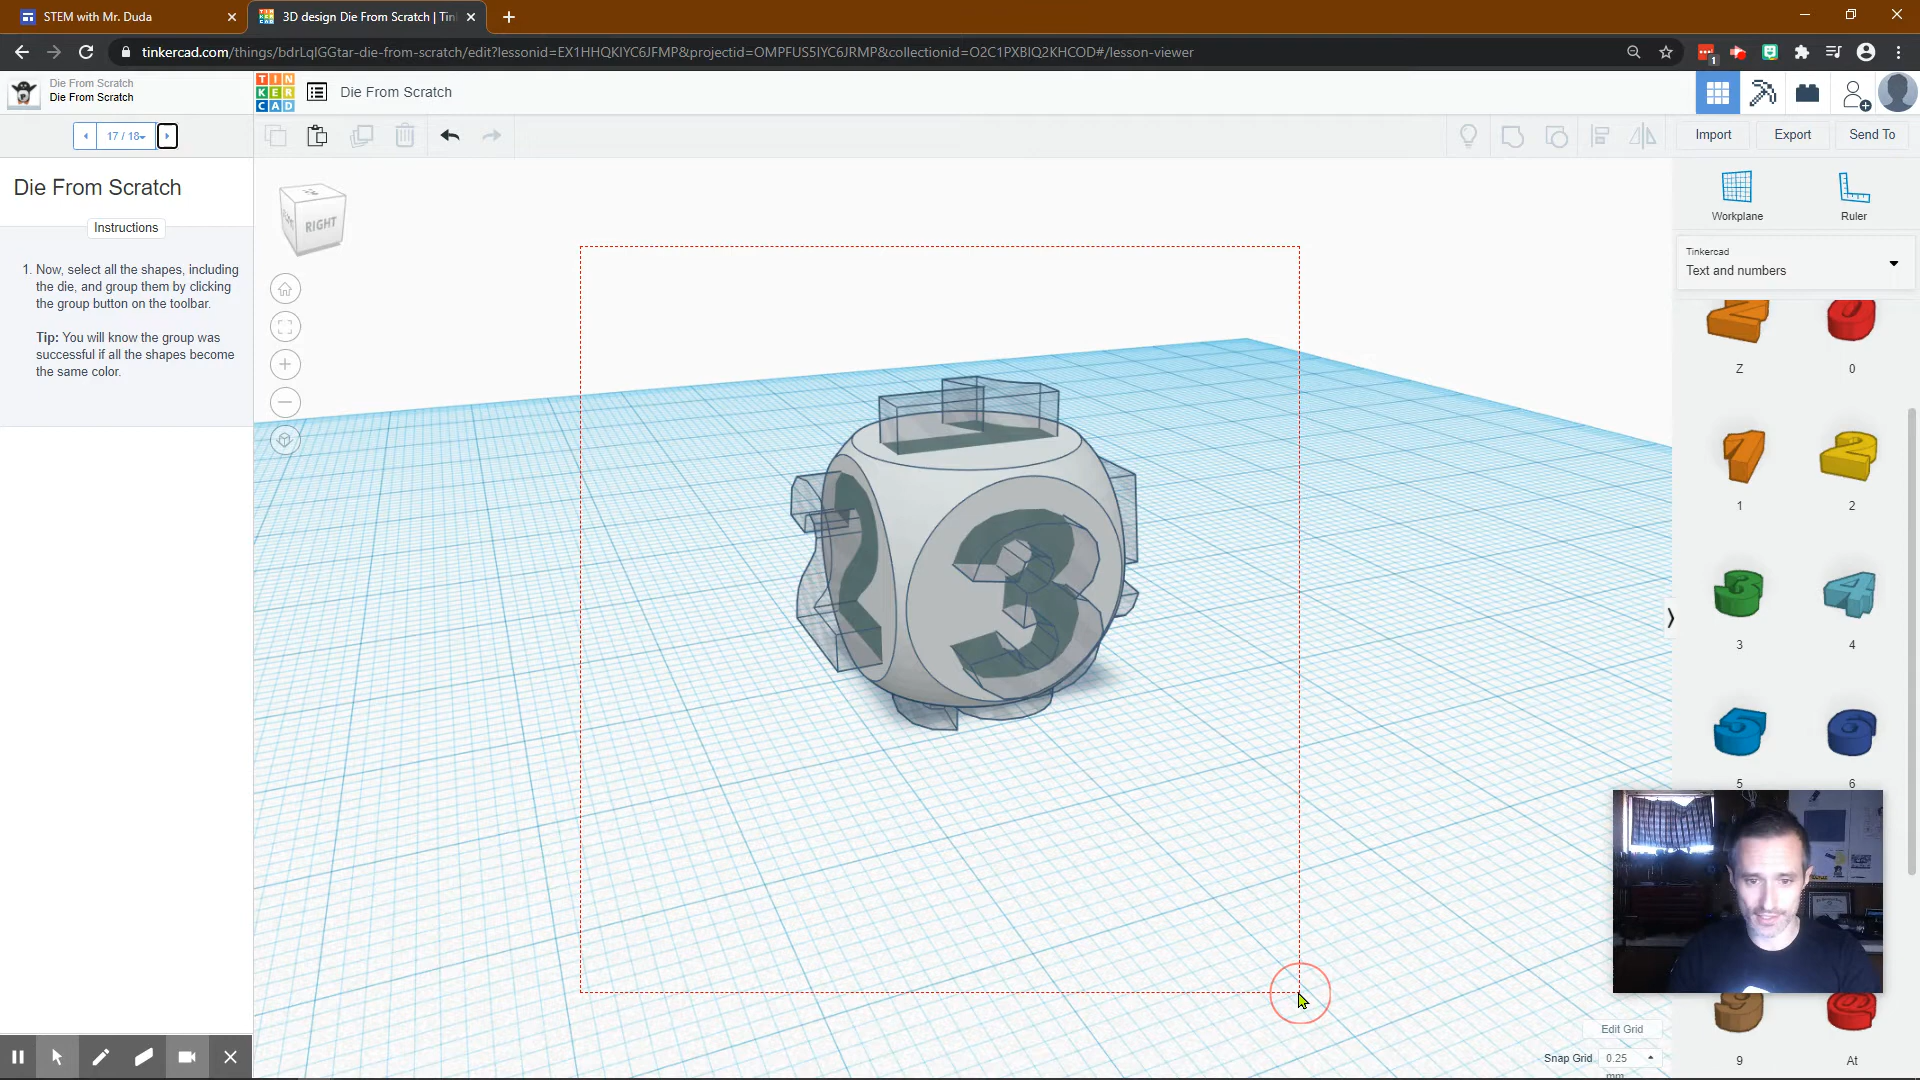 STEM with Mr. Duda
3D design Die From Scratch | Tin
tinkercad.com/things/bdrLqlGGtar-die-from-scratch/edit?lessonid=EX1HHQKIYC6JFMP&projectid=OMPFUS5IYC6JRMP&collectionid=O2C1PXBIQ2KHCOD#/lesson-viewer
1
Die From Scratch
Die From Scratch
TIN
KER
CAD
Die From Scratch
17 / 18
Import
Export
Send To
Die From Scratch
Instructions
1. Now, select all the shapes, including
the die, and group them by clicking
the group button on the toolbar.
Tip: You will know the group was
successful if all the shapes become
the same color.
RIGHT
Workplane
Ruler
Tinkercad
Text and numbers
Z
0
1
2
3
4
5
6
9
At
2
3
Edit Grid
Snap Grid
0.25
mm